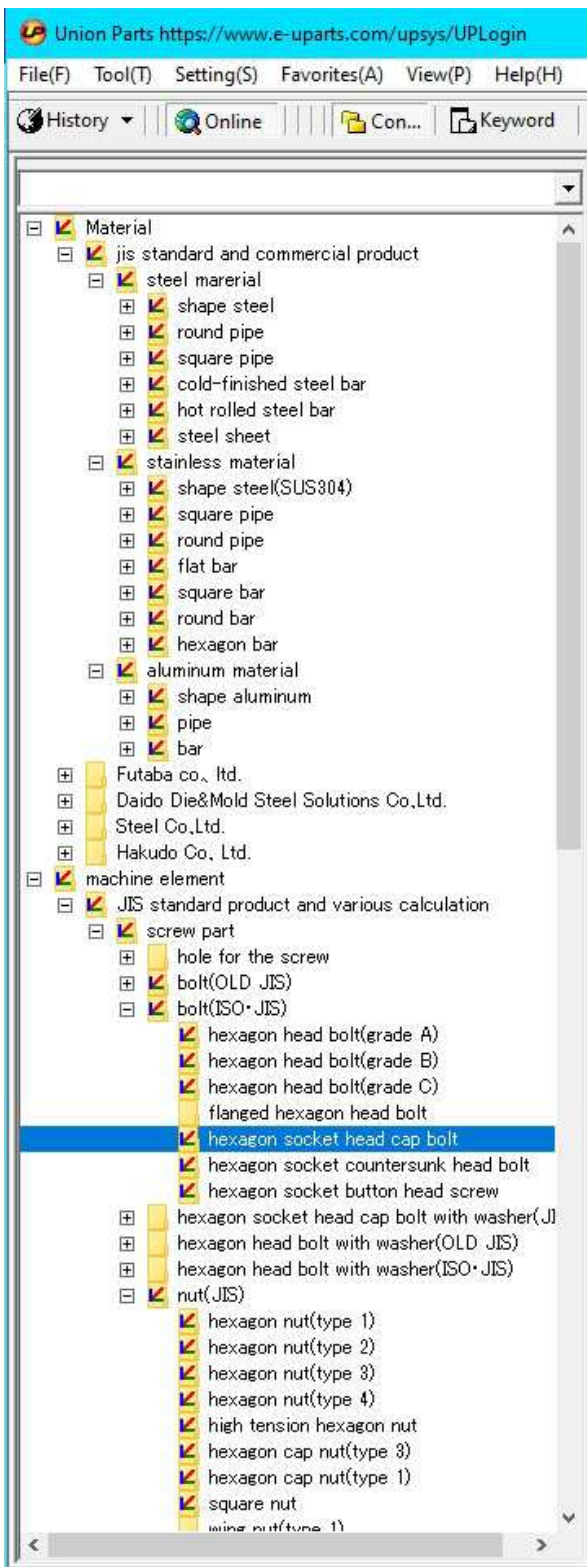 UP Union Parts https://www.e-uparts.com/upsys/UPLogin
File(F) Tool(T) Setting(S) Favorites(A) View(P) Help(H)
History Online Con... Keyword
Material
jis standard and commercial product
steel marerial
shape steel
round pipe
square pipe
cold-finished steel bar
hot rolled steel bar
steel sheet
stainless material
shape steel(SUS304)
square pipe
round pipe
flat bar
square bar
round bar
hexagon bar
aluminum material
shape aluminum
pipe
bar
Futaba co、ltd.
Daido Die&Mold Steel Solutions Co,Ltd.
Steel Co,Ltd.
Hakudo Co, Ltd.
machine element
JIS standard product and various calculation
screw part
hole for the screw
bolt(OLD JIS)
bolt(ISO・JIS)
hexagon head bolt(grade A)
hexagon head bolt(grade B)
hexagon head bolt(grade C)
flanged hexagon head bolt
hexagon socket head cap bolt
hexagon socket countersunk head bolt
hexagon socket button head screw
hexagon socket head cap bolt with washer(JI
hexagon head bolt with washer(OLD JIS)
hexagon head bolt with washer(ISO・JIS)
nut(JIS)
hexagon nut(type 1)
hexagon nut(type 2)
hexagon nut(type 3)
hexagon nut(type 4)
high tension hexagon nut
hexagon cap nut(type 3)
hexagon cap nut(type 1)
square nut
wing nut(type 1)